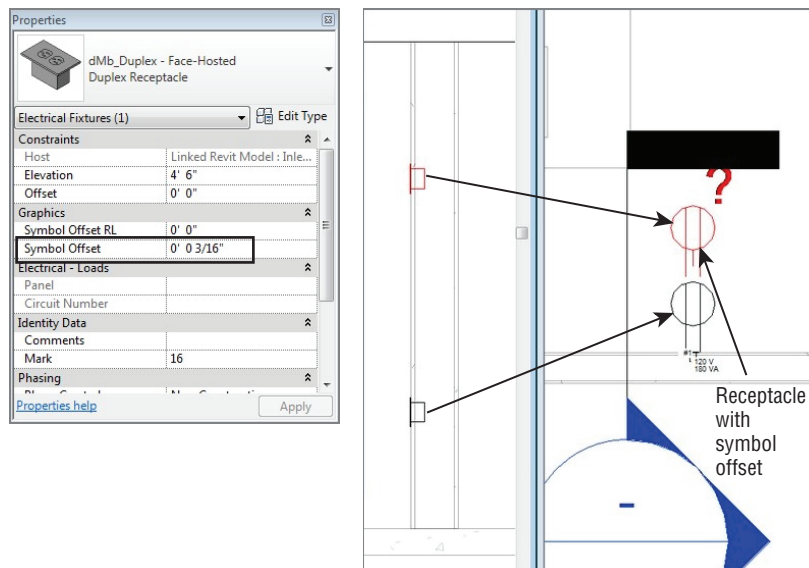 Properties
dMb_Duplex - Face-Hosted
Duplex Receptacle
Electrical Fixtures (1)
Edit Type
Constraints
Host Linked Revit Model : Inle...
Elevation 4' 6"
Offset 0' 0"
Graphics
Symbol Offset RL 0' 0"
Symbol Offset 0' 0 3/16"
Electrical - Loads
Panel
Circuit Number
Identity Data
Comments
Mark 16
Phasing
Properties help
Apply
?
120 V
180 VA
Receptacle
with
symbol
offset